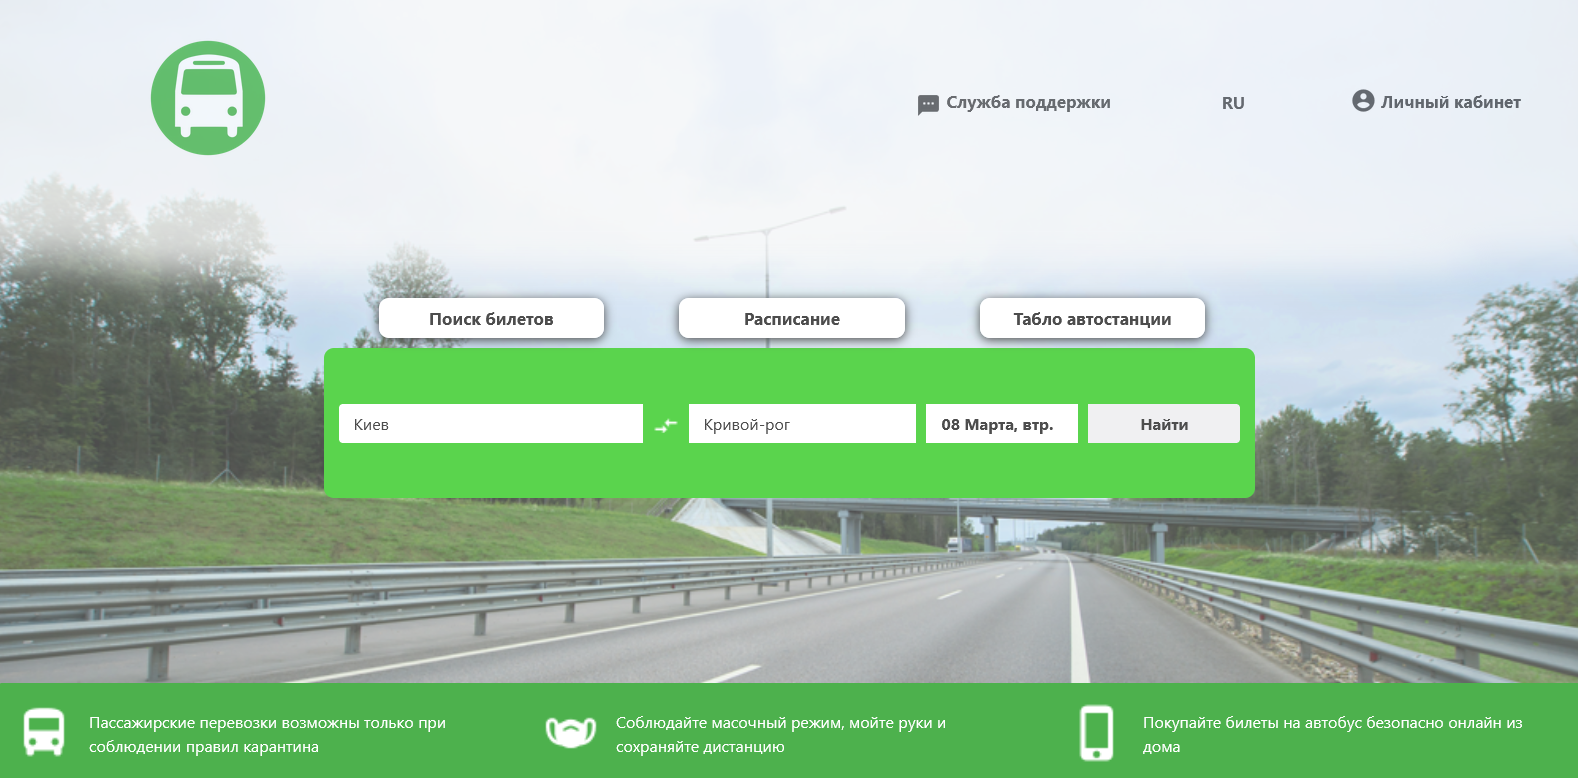 Служба поддержки
RU
Личный кабинет
Поиск билетов
Расписание
Табло автостанции
Киев
Кривой-рог
08 Марта, втр.
Найти
Пассажирские перевозки возможны только при
соблюдении правил карантина
Соблюдайте масочный режим, мойте руки и
сохраняйте дистанцию
Покупайте билеты на автобус безопасно онлайн из
дома